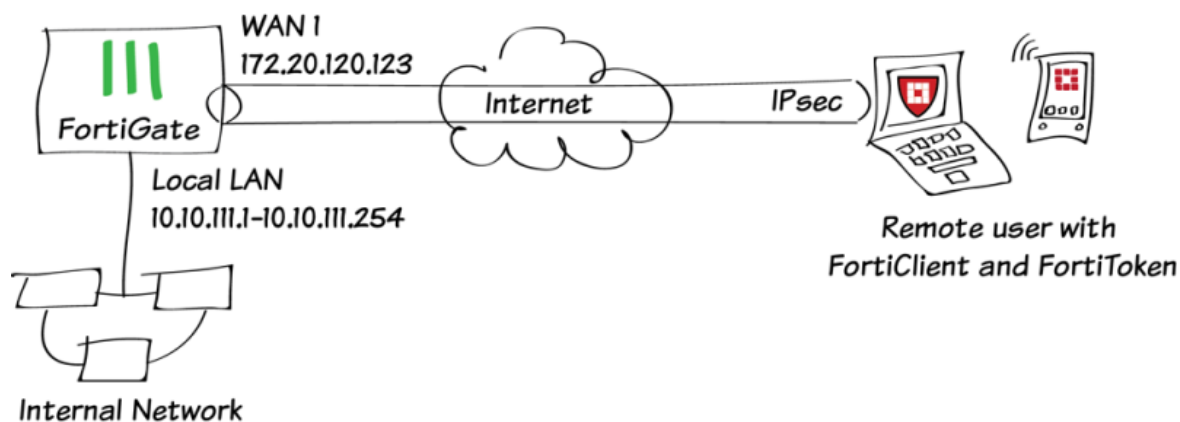 WAN 1
172.20.120.123
FortiGate
Internet
IPsec
Local LAN
10.10.111.1-10.10.111.254
Remote user with
FortiClient and FortiToken
Internal Network